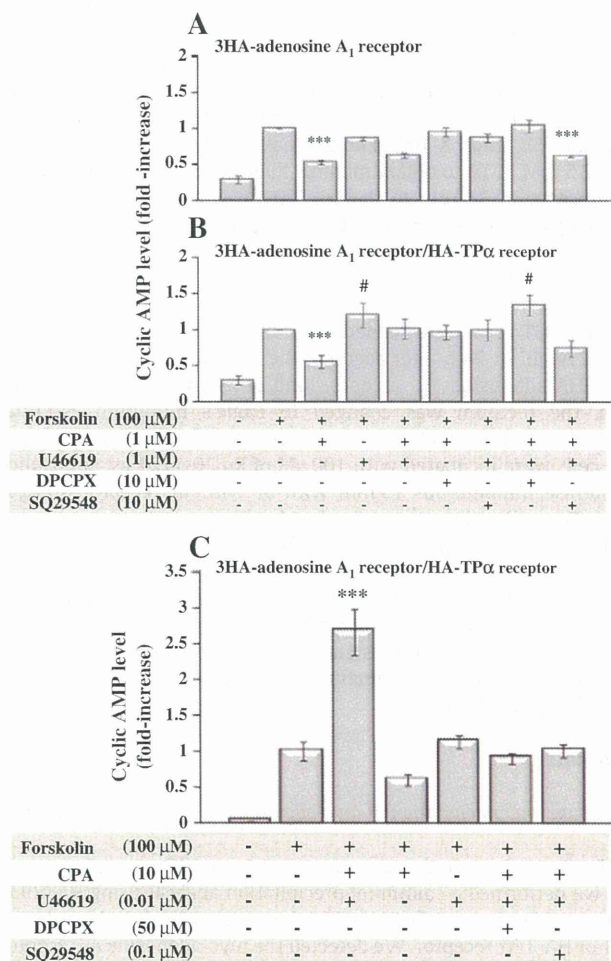 A
3HA-adenosine A₁ receptor
Cyclic AMP level (fold -increase)
2
1.5
1
0.5
0
***
***
B
3HA-adenosine A₁ receptor/HA-TPα receptor
2
1.5
1
0.5
0
***
#
#
Forskolin (100 μM) - + + + + + + + +
CPA (1 μM) - - + - + - - + +
U46619 (1 μM) - - - + + - - + +
DPCPX (10 μM) - - - - - + - + -
SQ29548 (10 μM) - - - - - - + - +
C
3HA-adenosine A₁ receptor/HA-TPα receptor
Cyclic AMP level
(fold-increase)
3.5
3
2.5
2
1.5
1
0.5
0
***
Forskolin (100 μM) - + + + + + +
CPA (10 μM) - - + + - + +
U46619 (0.01 μM) - - + - + + +
DPCPX (50 μM) - - - - - + -
SQ29548 (0.1 μM) - - - - - - +